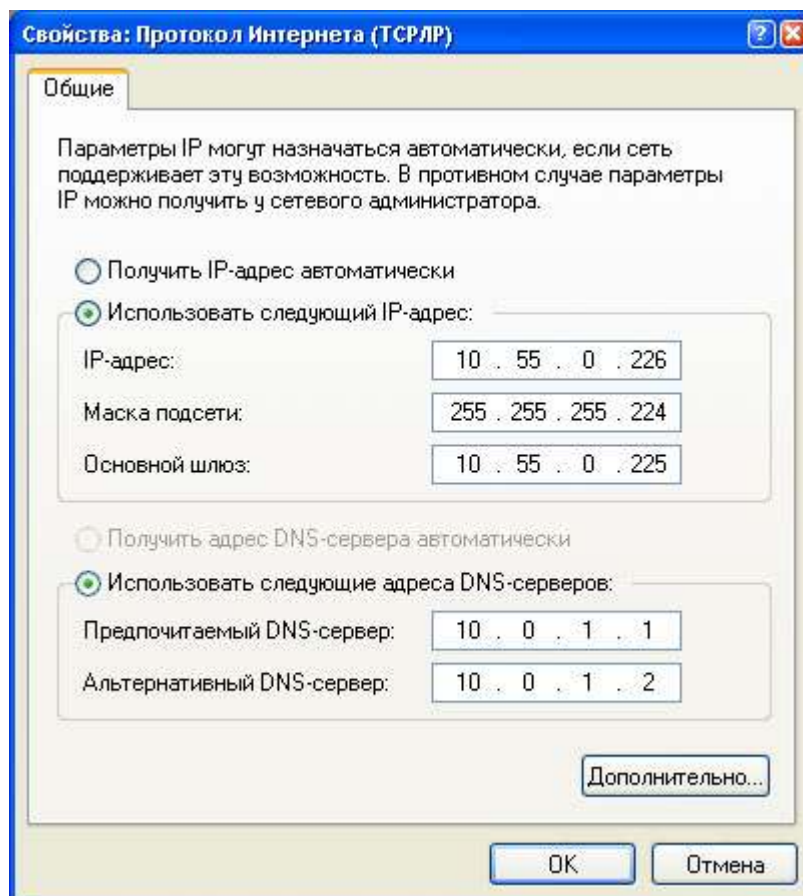 Свойства: Протокол Интернета (TCP/IP)
Общие
Параметры IP могут назначаться автоматически, если сеть
поддерживает эту возможность. В противном случае параметры
IP можно получить у сетевого администратора.
Получить IP-адрес автоматически
Использовать следующий IP-адрес:
IP-адрес: 10 . 55 . 0 . 226
Маска подсети: 255 . 255 . 255 . 224
Основной шлюз: 10 . 55 . 0 . 225
Получить адрес DNS-сервера автоматически
Использовать следующие адреса DNS-серверов:
Предпочитаемый DNS-сервер: 10 . 0 . 1 . 1
Альтернативный DNS-сервер: 10 . 0 . 1 . 2
Дополнительно...
OK Отмена